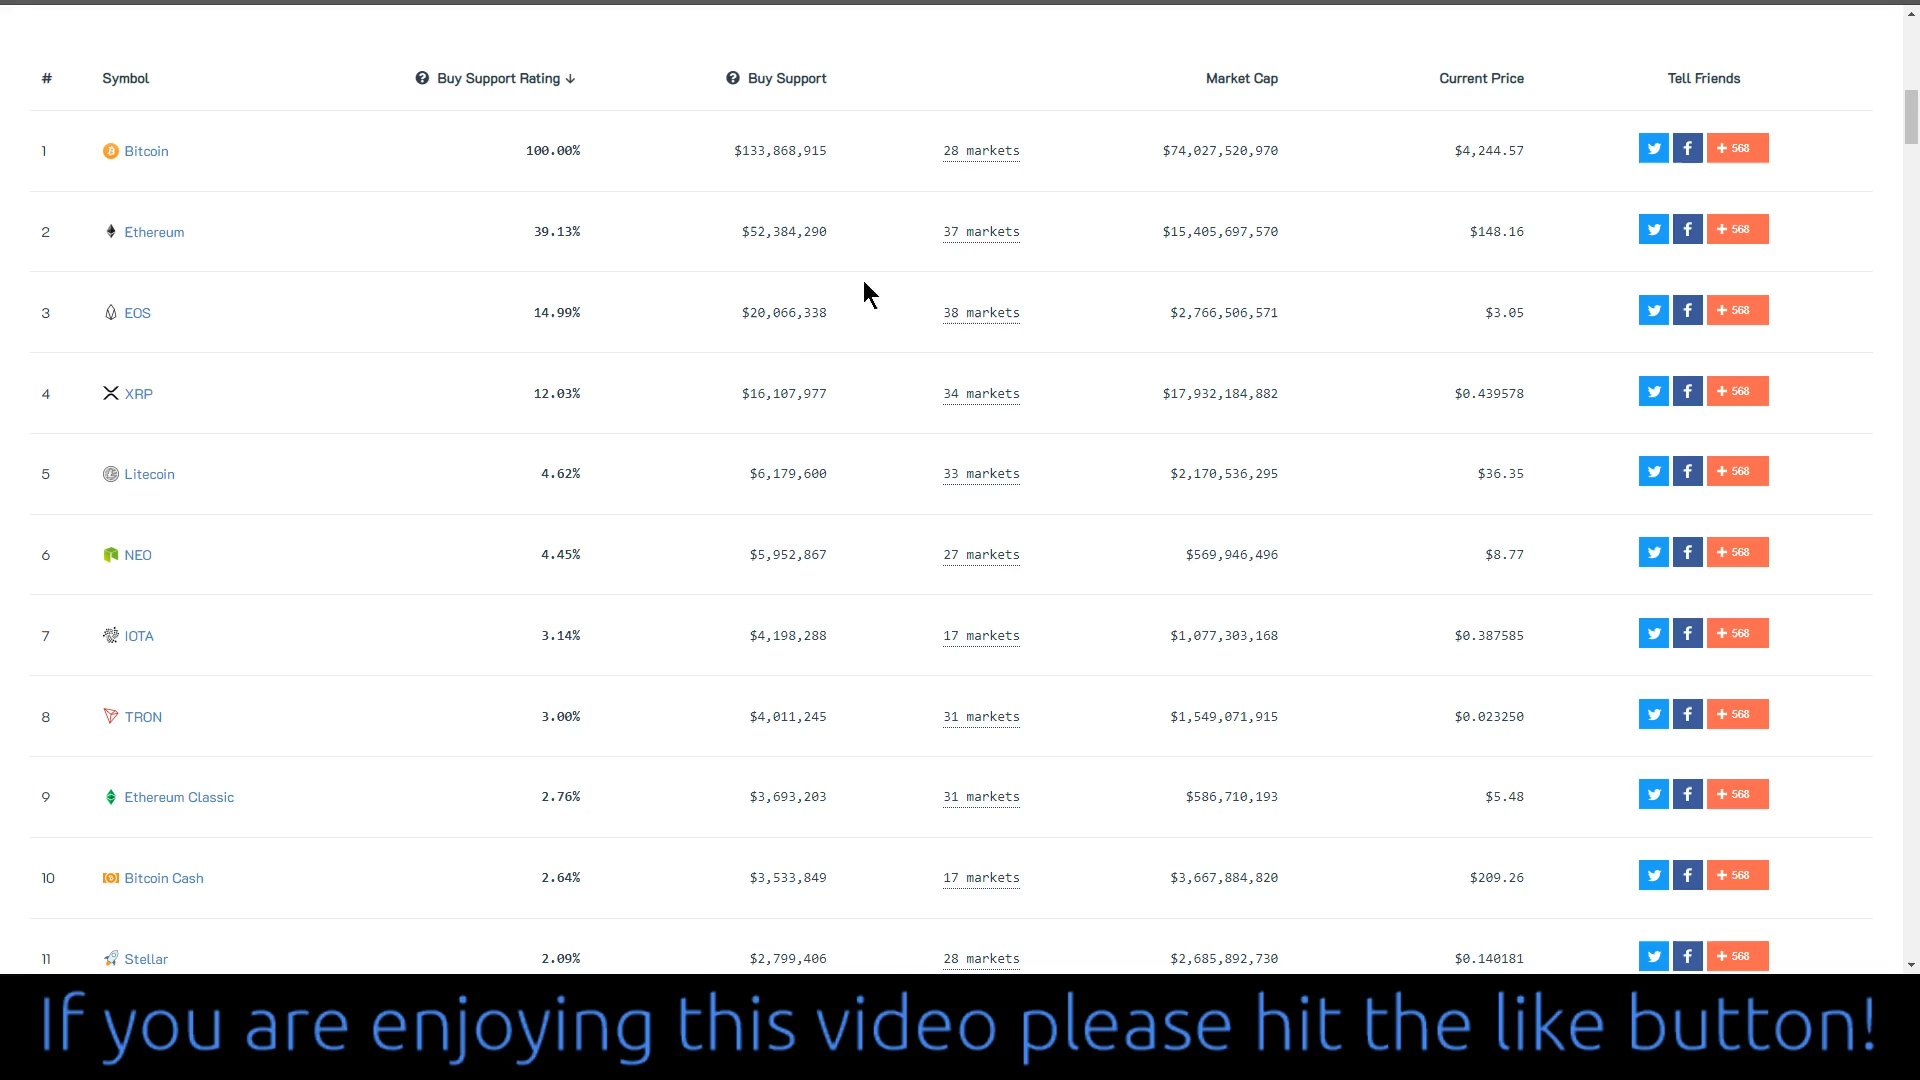 # Symbol Buy Support Rating ↓ Buy Support Market Cap Current Price Tell Friends
1 Bitcoin 100.00% $133,868,915 28 markets $74,027,520,970 $4,244.57 + 568
2 Ethereum 39.13% $52,384,290 37 markets $15,405,697,570 $148.16 + 568
3 EOS 14.99% $20,066,338 38 markets $2,766,506,571 $3.05 + 568
4 XRP 12.03% $16,107,977 34 markets $17,932,184,882 $0.439578 + 568
5 Litecoin 4.62% $6,179,600 33 markets $2,170,536,295 $36.35 + 568
6 NEO 4.45% $5,952,867 27 markets $569,946,496 $8.77 + 568
7 IOTA 3.14% $4,198,288 17 markets $1,077,303,168 $0.387585 + 568
8 TRON 3.00% $4,011,245 31 markets $1,549,071,915 $0.023250 + 568
9 Ethereum Classic 2.76% $3,693,203 31 markets $586,710,193 $5.48 + 568
10 Bitcoin Cash 2.64% $3,533,849 17 markets $3,667,884,820 $209.26 + 568
11 Stellar 2.09% $2,799,406 28 markets $2,685,892,730 $0.140181 + 568
If you are enjoying this video please hit the like button!